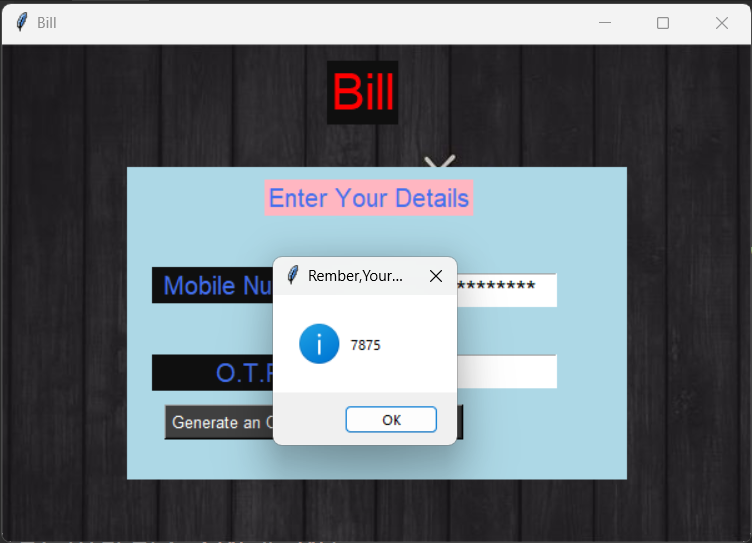 Bill
Bill
Enter Your Details
Rember,Your...
Mobile Nu
********
7875
O.T.P
Generate an O
OK